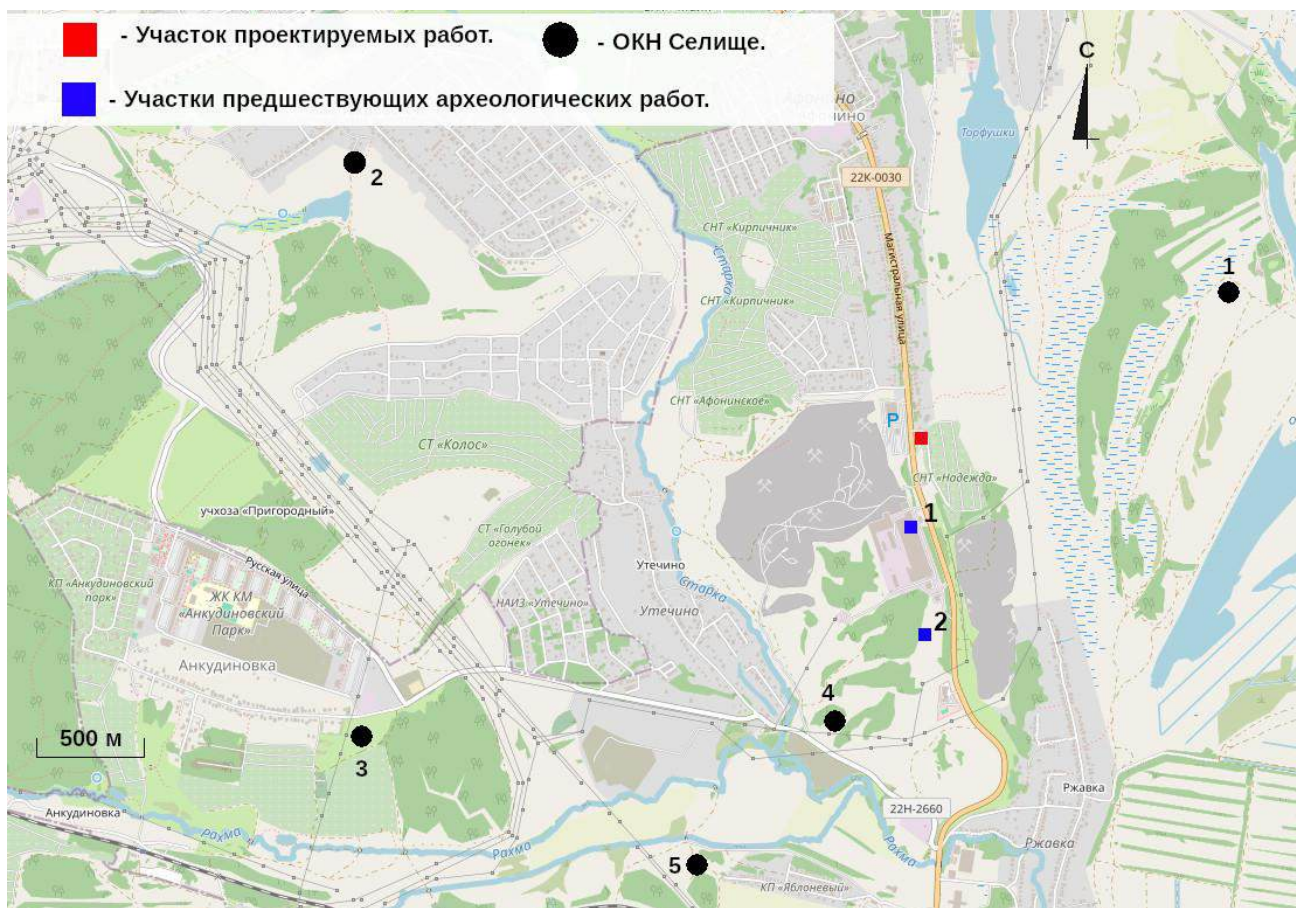 - Участок проектируемых работ.
- ОКН Селище.
- Участки предшествующих археологических работ.
С
Афонино
Торфушки
2
22К-0030
СНТ «Кирпичник»
Магистральная улица
Старка
1
СНТ «Кирпичник»
СНТ «Афонинское»
Р
СТ «Колос»
СНТ «Надежда»
учхоза «Пригородный»
1
СТ «Голубой
огонек»
Русская улица
Утечино
КП «Анкудиновский
парк»
ЖК КМ
«Анкудиновский
Парк»
Старка
НАИЗ «Утечино»
Утечино
2
Анкудиновка
4
500 м
3
Ржавка
22Н-2660
Анкудиновка
Рахма
Рахма
Рахма
Ржавка
5
КП «Яблоневый»